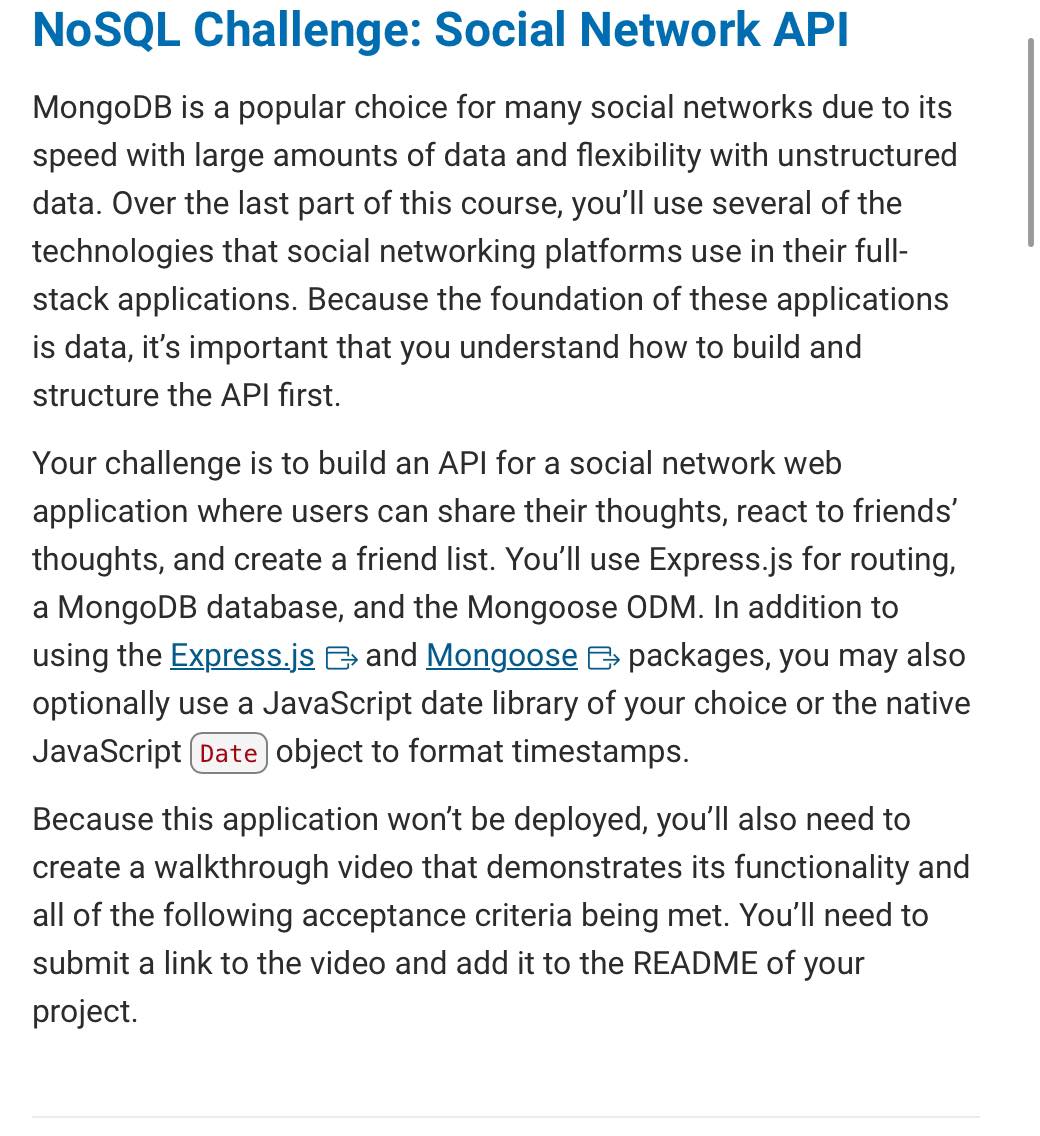 NoSQL Challenge: Social Network API
MongoDB is a popular choice for many social networks due to its
speed with large amounts of data and flexibility with unstructured
data. Over the last part of this course, you’ll use several of the
technologies that social networking platforms use in their full-
stack applications. Because the foundation of these applications
is data, it’s important that you understand how to build and
structure the API first.
Your challenge is to build an API for a social network web
application where users can share their thoughts, react to friends’
thoughts, and create a friend list. You’ll use Express.js for routing,
a MongoDB database, and the Mongoose ODM. In addition to
using the Express.js and Mongoose packages, you may also
optionally use a JavaScript date library of your choice or the native
JavaScript Date object to format timestamps.
Because this application won’t be deployed, you’ll also need to
create a walkthrough video that demonstrates its functionality and
all of the following acceptance criteria being met. You’ll need to
submit a link to the video and add it to the README of your
project.